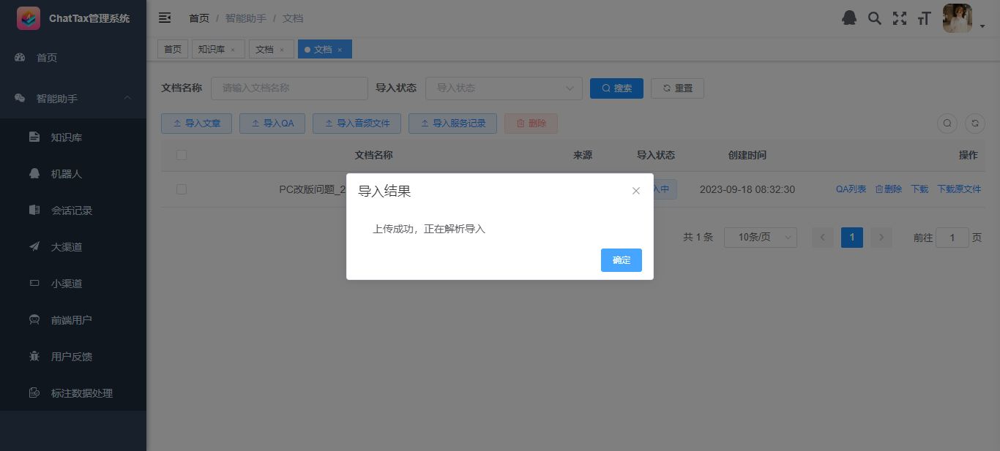 ChatTax管理系统
首页
智能助手
知识库
机器人
会话记录
大渠道
小渠道
前端用户
用户反馈
标注数据处理
首页 / 智能助手 / 文档
首页 知识库 × 文档 × 文档 ×
文档名称 请输入文档名称 导入状态 导入状态 搜索 重置
导入文章 导入QA 导入音频文件 导入服务记录 删除
文档名称 来源 导入状态 创建时间 操作
PC改版问题_2 入中 2023-09-18 08:32:30 QA列表 删除 下载 下载原文件
导入结果
上传成功，正在解析导入
确定
共 1 条 10条/页 1 前往 1 页